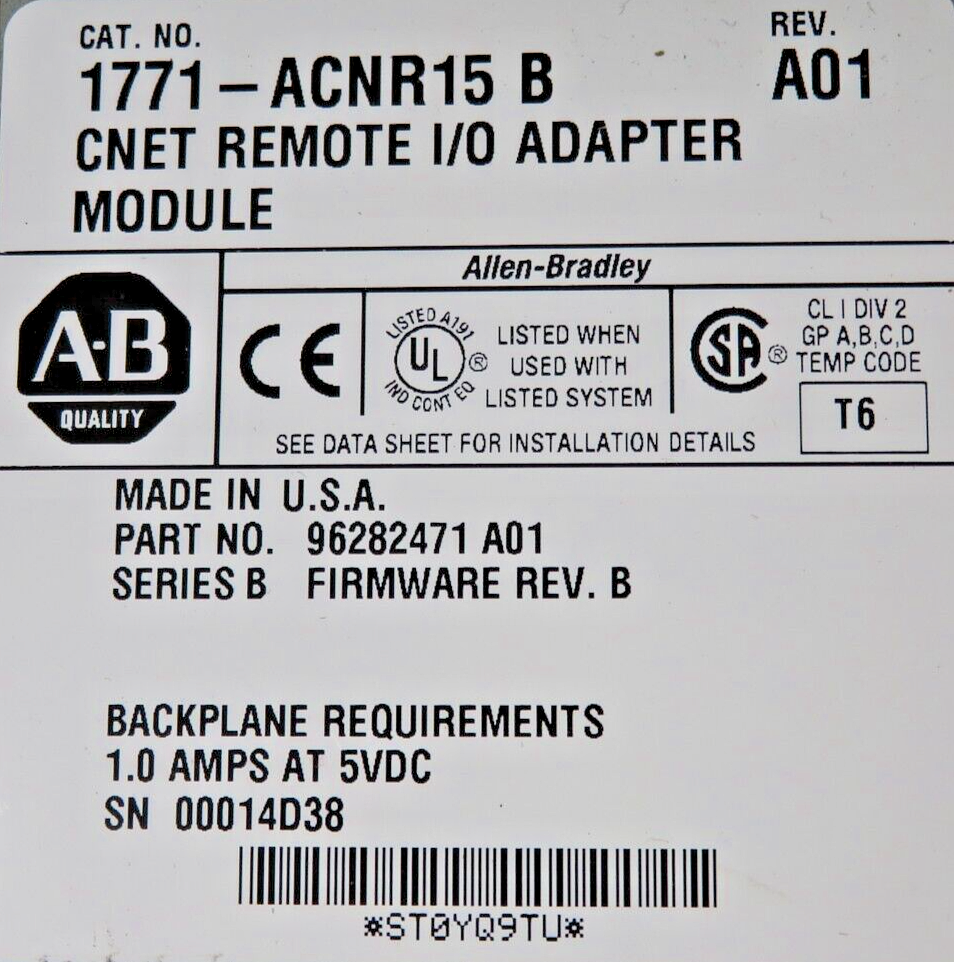 CAT. NO.
REV.
1771-ACNR15 B
A01
CNET REMOTE I/O ADAPTER
MODULE
Allen-Bradley
A-B
QUALITY
CE
LISTED A191
UL
®
IND CONT EQ
LISTED WHEN
USED WITH
LISTED SYSTEM
SA
®
CL I DIV 2
GP A,B,C,D
TEMP CODE
T6
SEE DATA SHEET FOR INSTALLATION DETAILS
MADE IN U.S.A.
PART NO. 96282471 A01
SERIES B FIRMWARE REV. B
BACKPLANE REQUIREMENTS
1.0 AMPS AT 5VDC
SN 00014D38
*ST0YQ9TU*